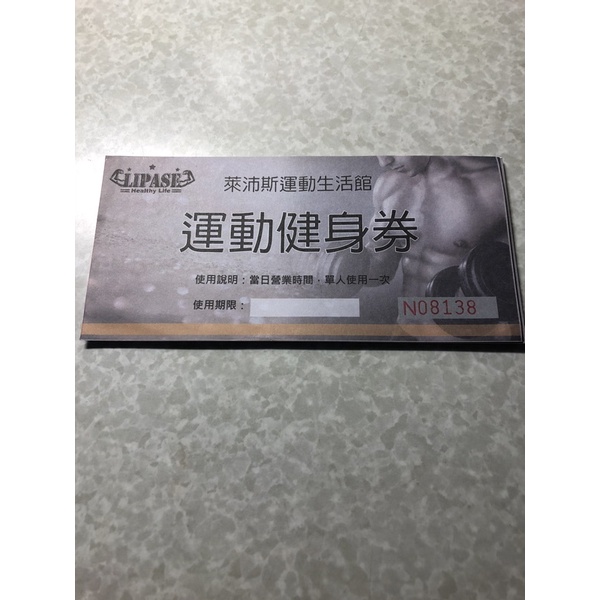 LIPASE
Healthy Life
萊沛斯運動生活館
運動健身券
使用說明：當日營業時間，單人使用一次
使用期限：
N08138